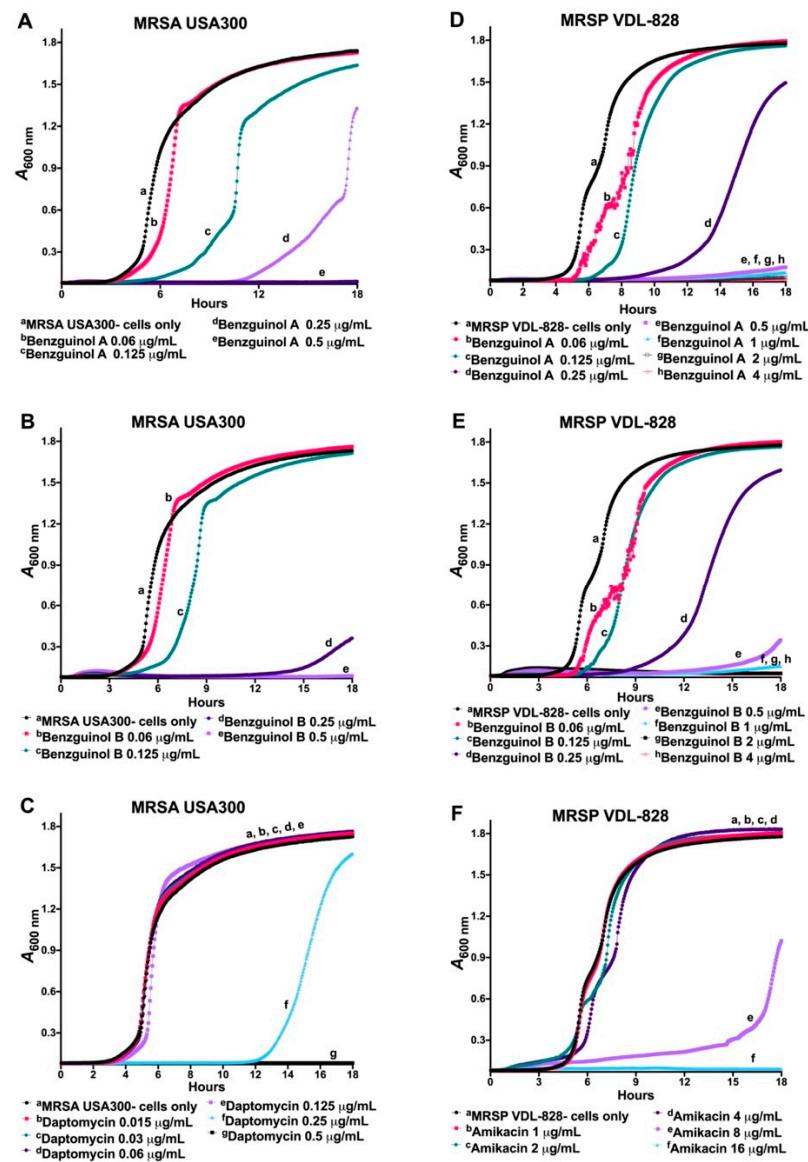 A
MRSA USA300
A600 nm
1.8
1.5
1.2
0.9
0.6
0.3
a
b
c
d
e
0
6
12
18
Hours
aMRSA USA300- cells only
bBenzguinol A 0.06 μg/mL
cBenzguinol A 0.125 μg/mL
dBenzguinol A 0.25 μg/mL
eBenzguinol A 0.5 μg/mL
D
MRSP VDL-828
1.8
1.5
1.2
0.9
0.6
0.3
a
b
c
d
e, f, g, h
0
2
4
6
8
10
12
14
16
18
Hours
aMRSP VDL-828- cells only
bBenzguinol A 0.06 μg/mL
cBenzguinol A 0.125 μg/mL
dBenzguinol A 0.25 μg/mL
eBenzguinol A 0.5 μg/mL
fBenzguinol A 1 μg/mL
gBenzguinol A 2 μg/mL
hBenzguinol A 4 μg/mL
B
MRSA USA300
A600 nm
1.8
1.5
1.2
0.9
0.6
0.3
a
b
c
d
e
0
3
6
9
12
15
18
Hours
aMRSA USA300- cells only
bBenzguinol B 0.06 μg/mL
cBenzguinol B 0.125 μg/mL
dBenzguinol B 0.25 μg/mL
eBenzguinol B 0.5 μg/mL
E
MRSP VDL-828
1.8
1.5
1.2
0.9
0.6
0.3
a
b
c
d
e
f, g, h
0
3
6
9
12
15
18
Hours
aMRSP VDL-828- cells only
bBenzguinol B 0.06 μg/mL
cBenzguinol B 0.125 μg/mL
dBenzguinol B 0.25 μg/mL
eBenzguinol B 0.5 μg/mL
fBenzguinol B 1 μg/mL
gBenzguinol B 2 μg/mL
hBenzguinol B 4 μg/mL
C
MRSA USA300
A600 nm
1.8
1.5
1.2
0.9
0.6
0.3
a, b, c, d, e
f
g
0
2
4
6
8
10
12
14
16
18
Hours
aMRSA USA300- cells only
bDaptomycin 0.015 μg/mL
cDaptomycin 0.03 μg/mL
dDaptomycin 0.06 μg/mL
eDaptomycin 0.125 μg/mL
fDaptomycin 0.25 μg/mL
gDaptomycin 0.5 μg/mL
F
MRSP VDL-828
1.8
1.5
1.2
0.9
0.6
0.3
a, b, c, d
e
f
0
3
6
9
12
15
18
Hours
aMRSP VDL-828- cells only
bAmikacin 1 μg/mL
cAmikacin 2 μg/mL
dAmikacin 4 μg/mL
eAmikacin 8 μg/mL
fAmikacin 16 μg/mL